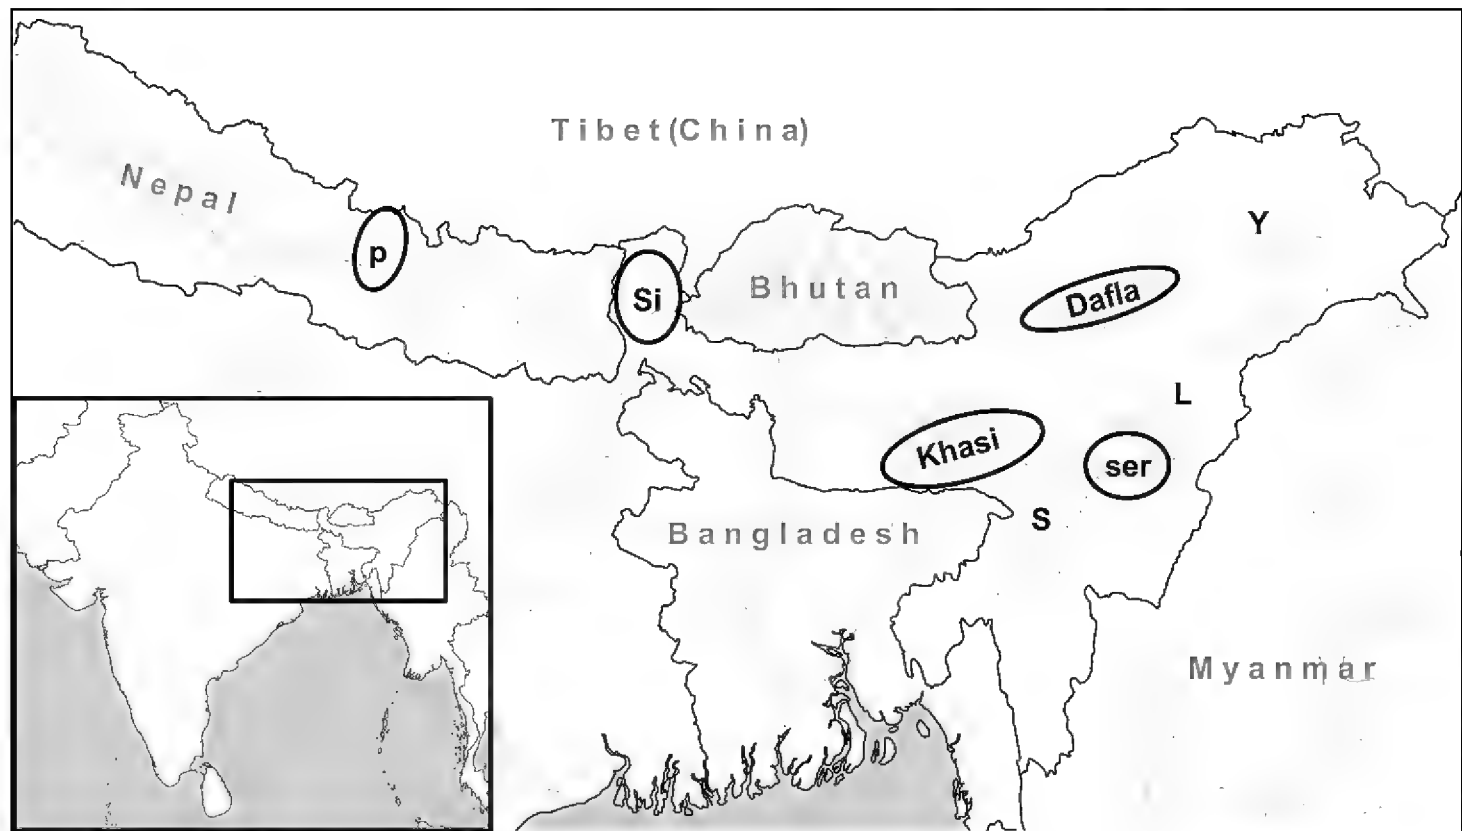 Tibet (China)
Nepal
Y
p
Si
Bhutan
Dafla
L
Khasi
ser
S
Bangladesh
Myanmar